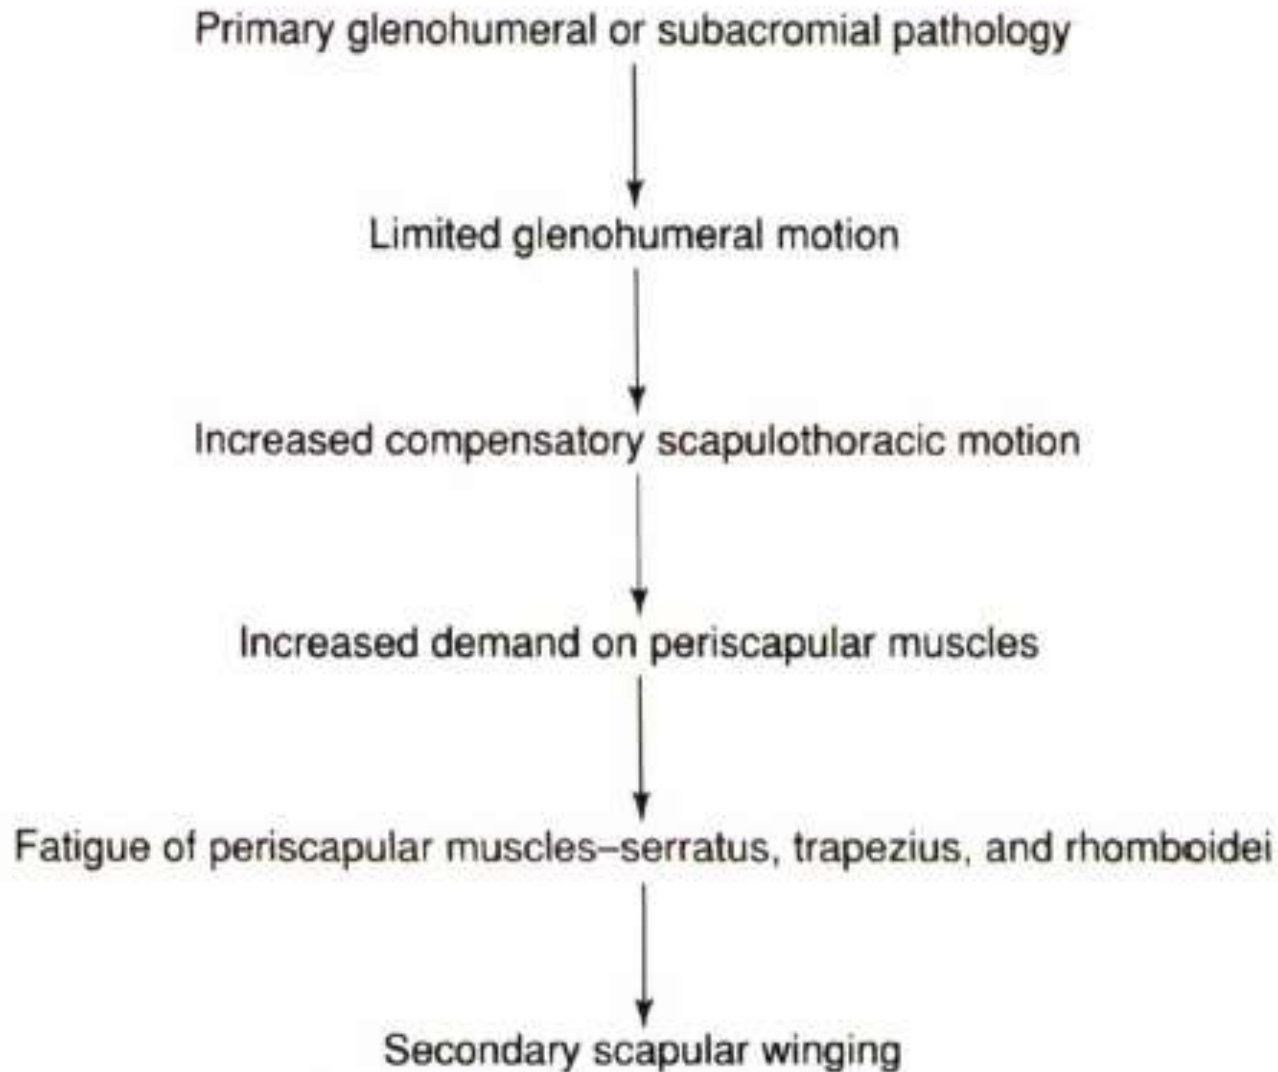 Primary glenohumeral or subacromial pathology
Limited glenohumeral motion
Increased compensatory scapulothoracic motion
Increased demand on periscapular muscles
Fatigue of periscapular muscles–serratus, trapezius, and rhomboidei
Secondary scapular winging